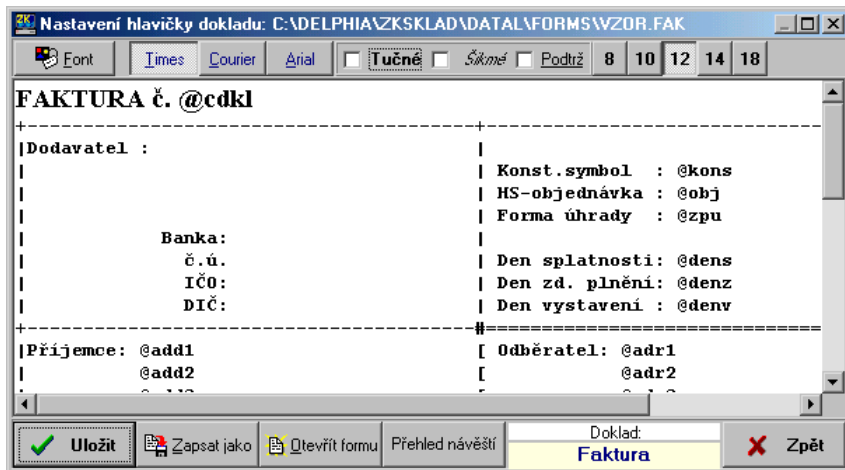 Nastavení hlavičky dokladu: C:\DELPHIA\ZKSKLAD\DATAL\FORMS\VZOR.FAK
Font Times Courier Arial Tučné Šikmé Podtrž 8 10 12 14 18
FAKTURA č. @cdkl
+--------------------------------------------+---------------------------------
|Dodavatel : |
| | Konst.symbol : @kons
| | HS-objednávka : @obj
| | Forma úhrady : @zpu
| Banka: |
| č.ú. | Den splatnosti: @dens
| IČO: | Den zd. plnění: @denz
| DIČ: | Den vystavení : @denv
+--------------------------------------------#=================================
|Příjemce: @add1 [ Odběratel: @adr1
| @add2 [ @adr2
Uložit Zapsat jako Otevřít formu Přehled návěští Doklad: Zpět
Faktura